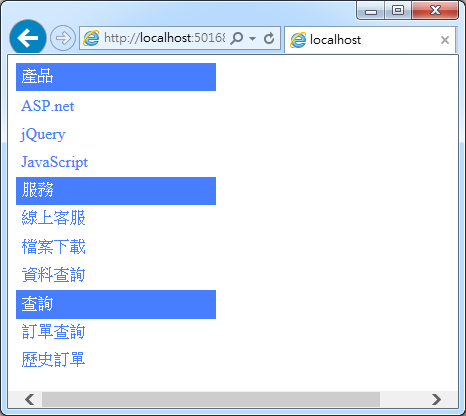 http://localhost:50168
localhost
產品
ASP.net
jQuery
JavaScript
服務
線上客服
檔案下載
資料查詢
查詢
訂單查詢
歷史訂單